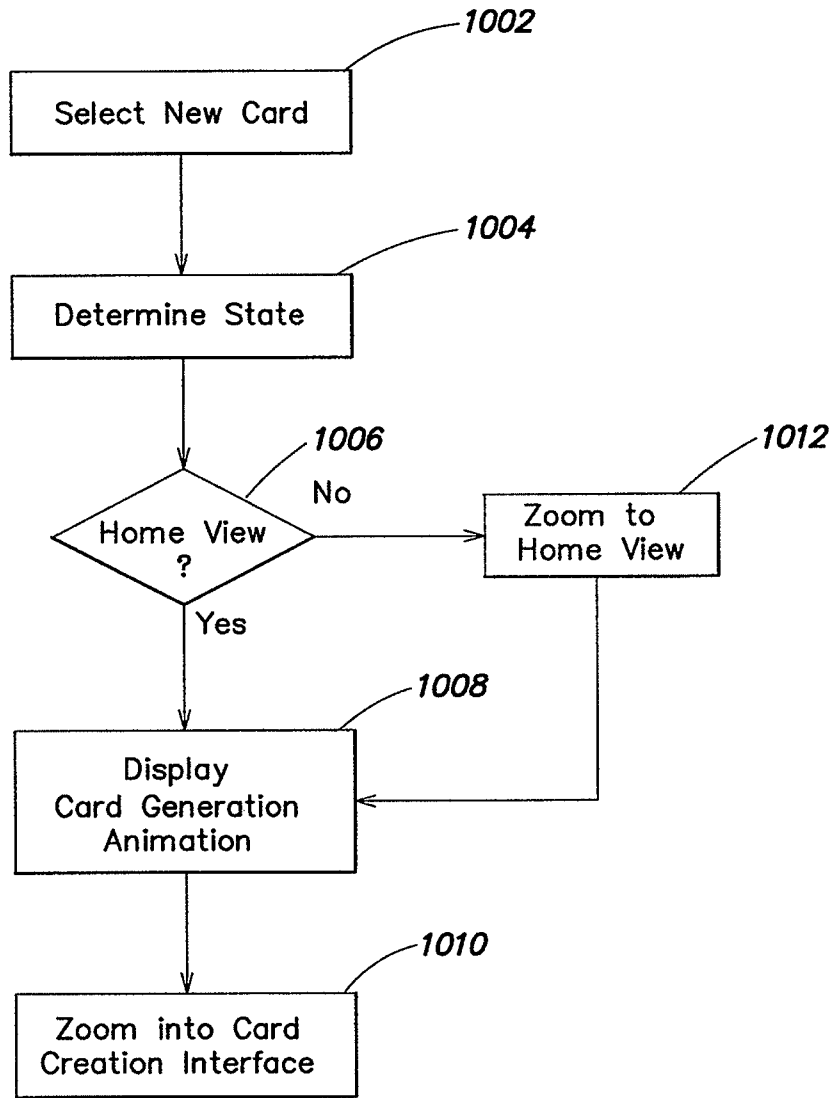 1002
Select New Card
1004
Determine State
1006
Home View
?
No
1012
Zoom to
Home View
Yes
1008
Display
Card Generation
Animation
1010
Zoom into Card
Creation Interface